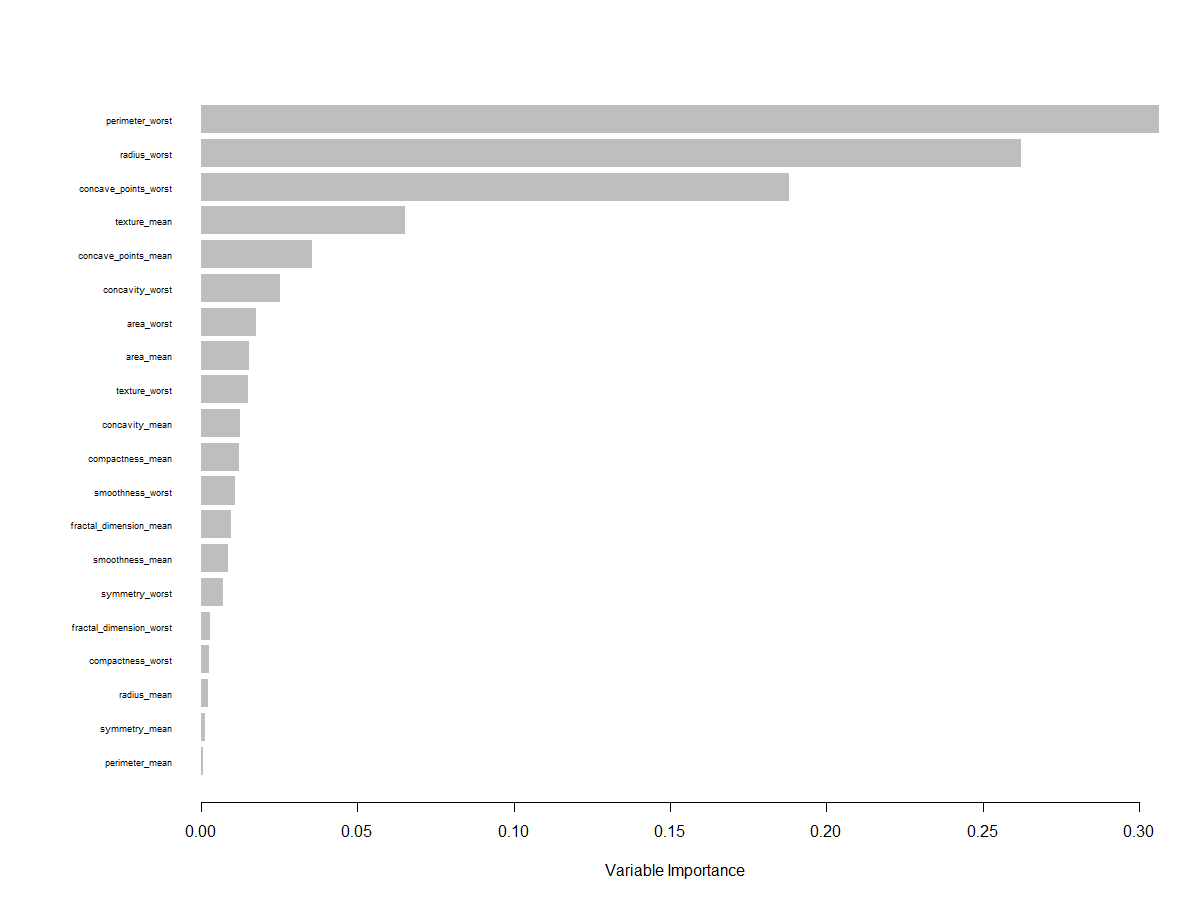 perimeter_worst
radius_worst
concave_points_worst
texture_mean
concave_points_mean
concavity_worst
area_worst
area_mean
texture_worst
concavity_mean
compactness_mean
smoothness_worst
fractal_dimension_mean
smoothness_mean
symmetry_worst
fractal_dimension_worst
compactness_worst
radius_mean
symmetry_mean
perimeter_mean
0.00 0.05 0.10 0.15 0.20 0.25 0.30
Variable Importance